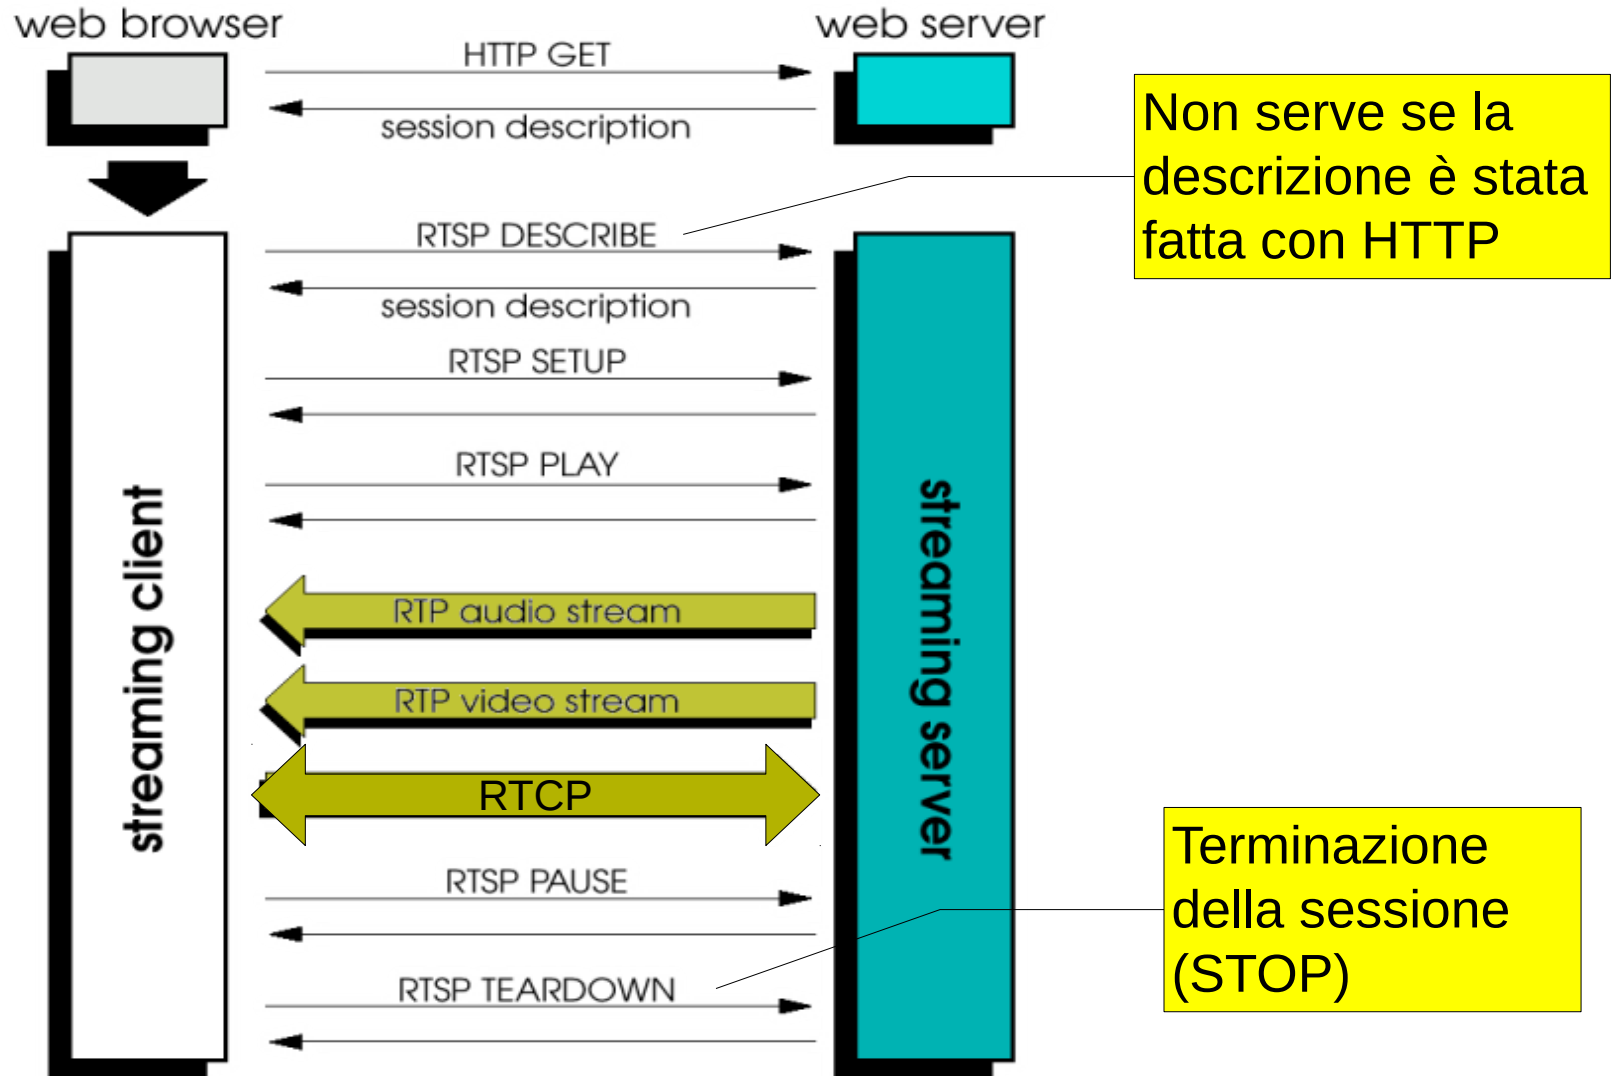 web browser
web server
HTTP GET
session description
Non serve se la
descrizione è stata
fatta con HTTP
RTSP DESCRIBE
session description
RTSP SETUP
RTSP PLAY
streaming client
streaming server
RTP audio stream
RTP video stream
RTCP
RTSP PAUSE
Terminazione
della sessione
(STOP)
RTSP TEARDOWN